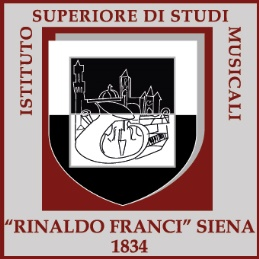 ISTITUTO
SUPERIORE DI STUDI
MUSICALI
"RINALDO FRANCI" SIENA
1834